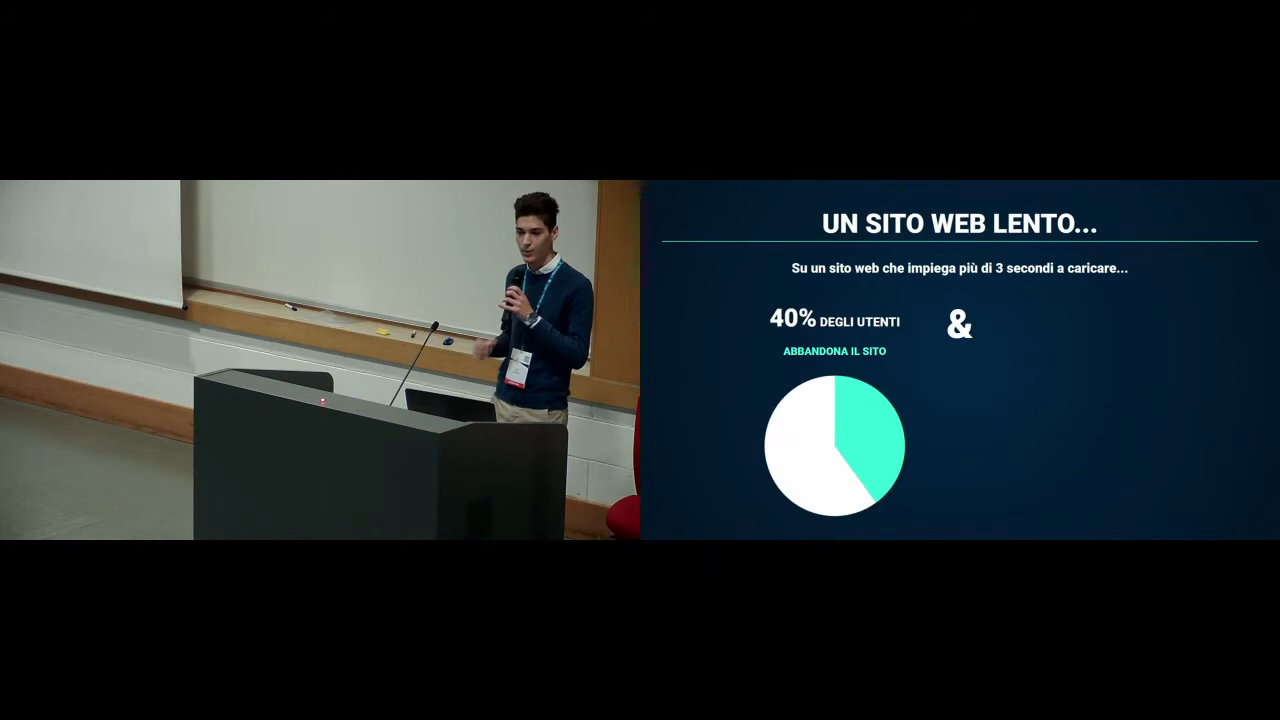 UN SITO WEB LENTO...
Su un sito web che impiega più di 3 secondi a caricare...
40% DEGLI UTENTI
&
ABBANDONA IL SITO